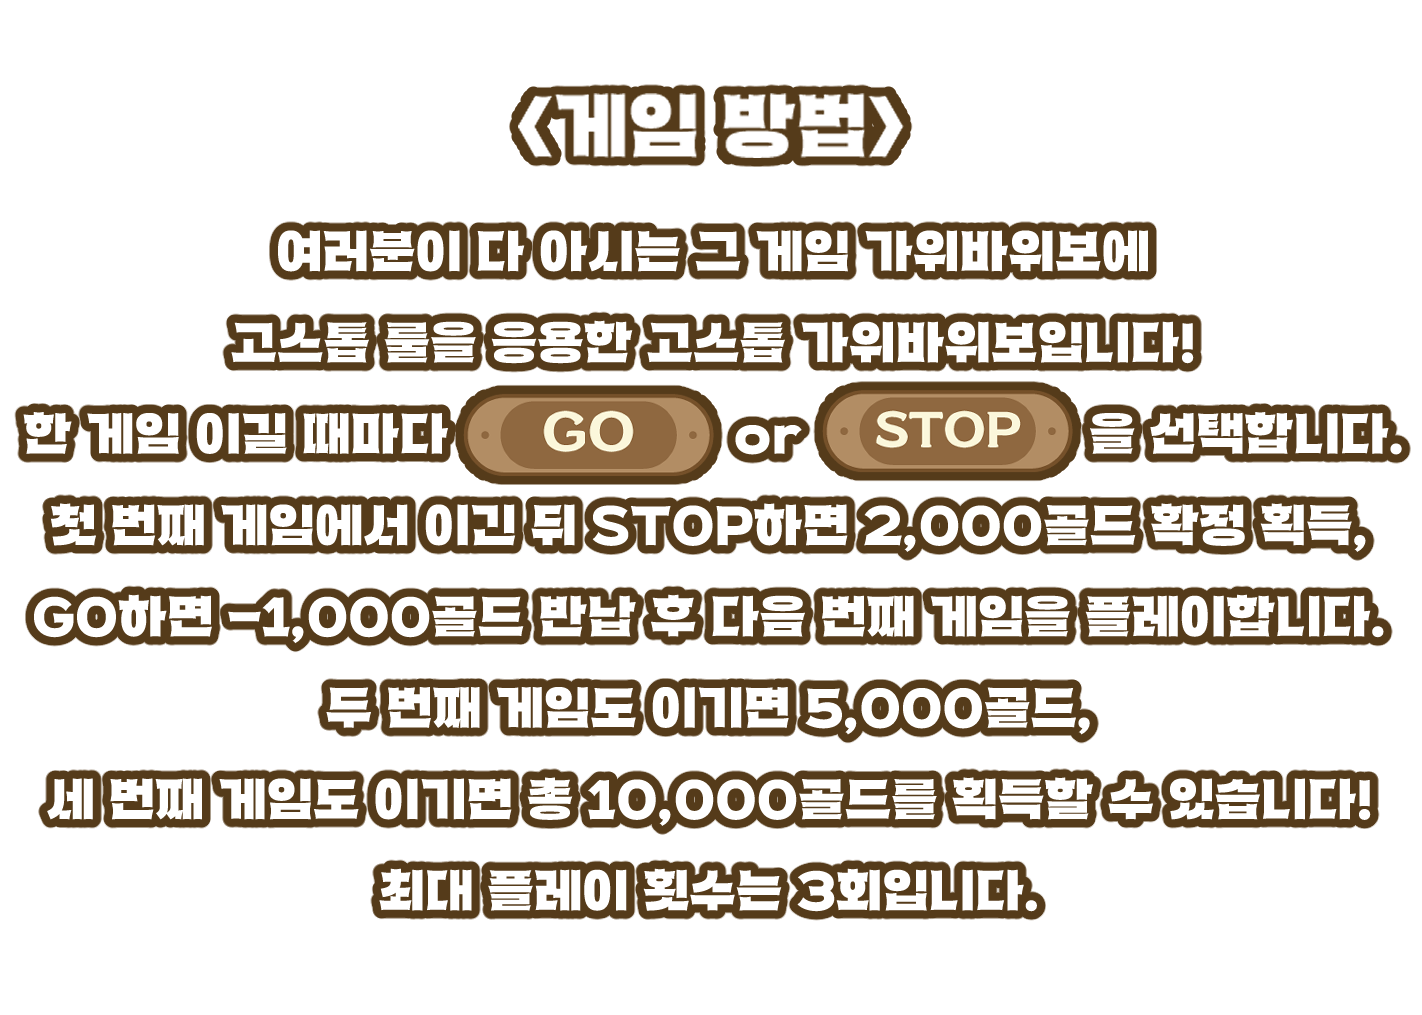 <게임 방법>
여러분이 다 아시는 그 게임 가위바위보에
고스톱 룰을 응용한 고스톱 가위바위보입니다!
한 게임 이길 때마다 GO or STOP 을 선택합니다.
첫 번째 게임에서 이긴 뒤 STOP하면 2,000골드 확정 획득,
GO하면 -1,000골드 반납 후 다음 번째 게임을 플레이합니다.
두 번째 게임도 이기면 5,000골드,
세 번째 게임도 이기면 총 10,000골드를 획득할 수 있습니다!
최대 플레이 횟수는 3회입니다.